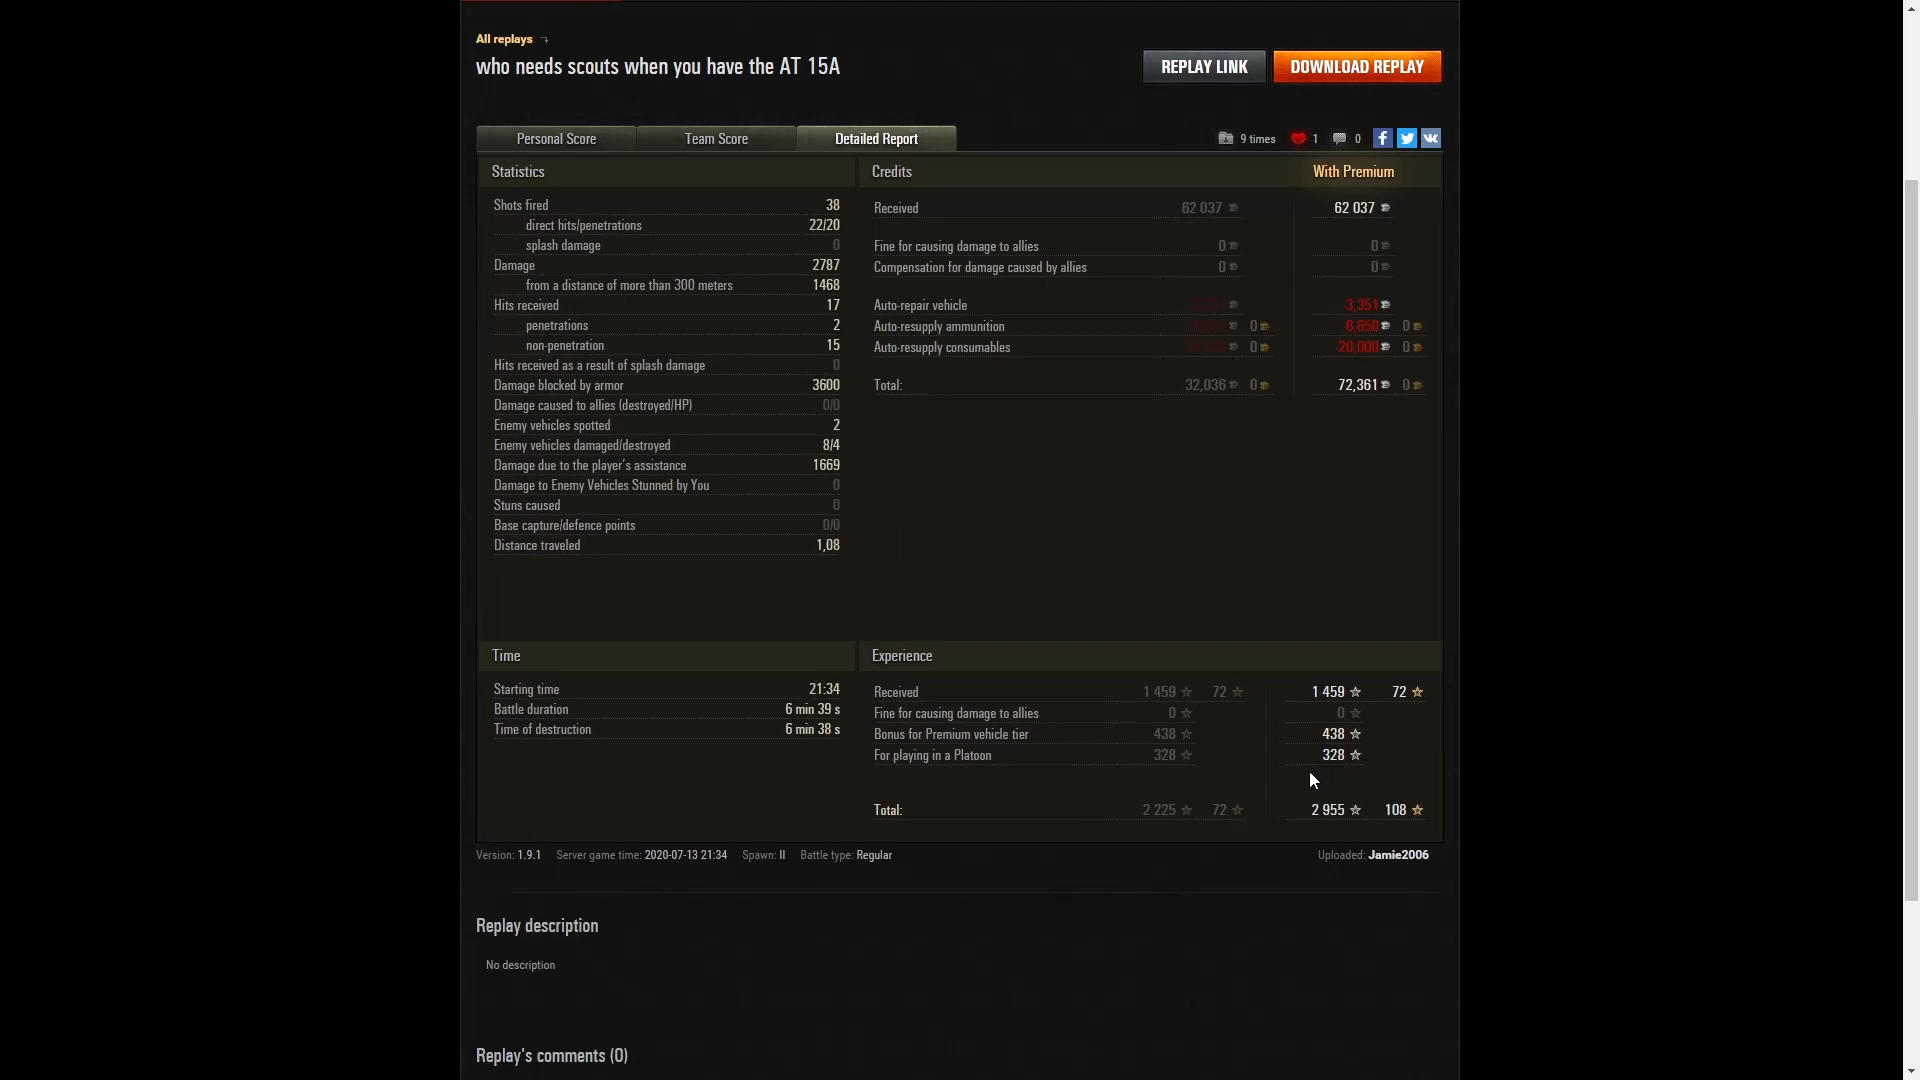 All replays
who needs scouts when you have the AT 15A
REPLAY LINK
DOWNLOAD REPLAY
Personal Score
Team Score
Detailed Report
9 times
1
0
Statistics
Credits
With Premium
Shots fired 38
direct hits/penetrations 22/20
splash damage 0
Damage 2787
from a distance of more than 300 meters 1468
Hits received 17
penetrations 2
non-penetration 15
Hits received as a result of splash damage 0
Damage blocked by armor 3600
Damage caused to allies (destroyed/HP) 0/0
Enemy vehicles spotted 2
Enemy vehicles damaged/destroyed 8/4
Damage due to the player's assistance 1669
Damage to Enemy Vehicles Stunned by You 0
Stuns caused 0
Base capture/defence points 0/0
Distance traveled 1,08
Received 62 037 62 037
Fine for causing damage to allies 0 0
Compensation for damage caused by allies 0 0
Auto-repair vehicle -3,351
Auto-resupply ammunition 0 -6,650 0
Auto-resupply consumables 0 -20,000 0
Total: 32,036 0 72,361 0
Time
Starting time 21:34
Battle duration 6 min 39 s
Time of destruction 6 min 38 s
Experience
Received 1 459 72 1 459 72
Fine for causing damage to allies 0 0
Bonus for Premium vehicle tier 438 438
For playing in a Platoon 328 328
Total: 2 225 72 2 955 108
Version: 1.9.1 Server game time: 2020-07-13 21:34 Spawn: II Battle type: Regular
Uploaded: Jamie2006
Replay description
No description
Replay's comments (0)